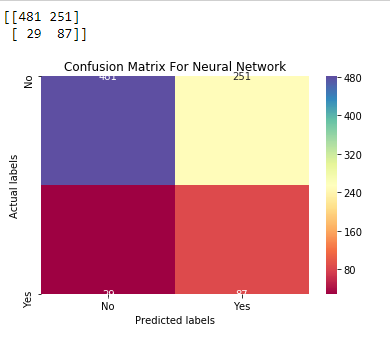 [[481 251]
[ 29 87]]
Confusion Matrix For Neural Network
No
481 251
480
400
320
240
160
80
Actual labels
Yes
29 87
No Yes
Predicted labels